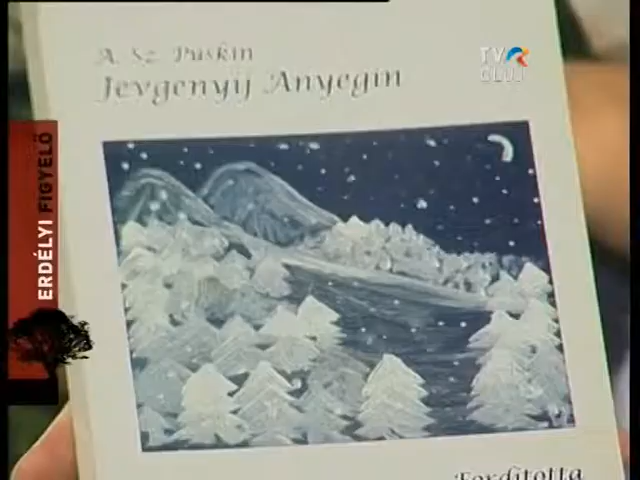 A. Sz. Puskin
Jevgenyij Anyegin
TVR
CLUJ
ERDÉLYI FIGYELŐ
Fordította